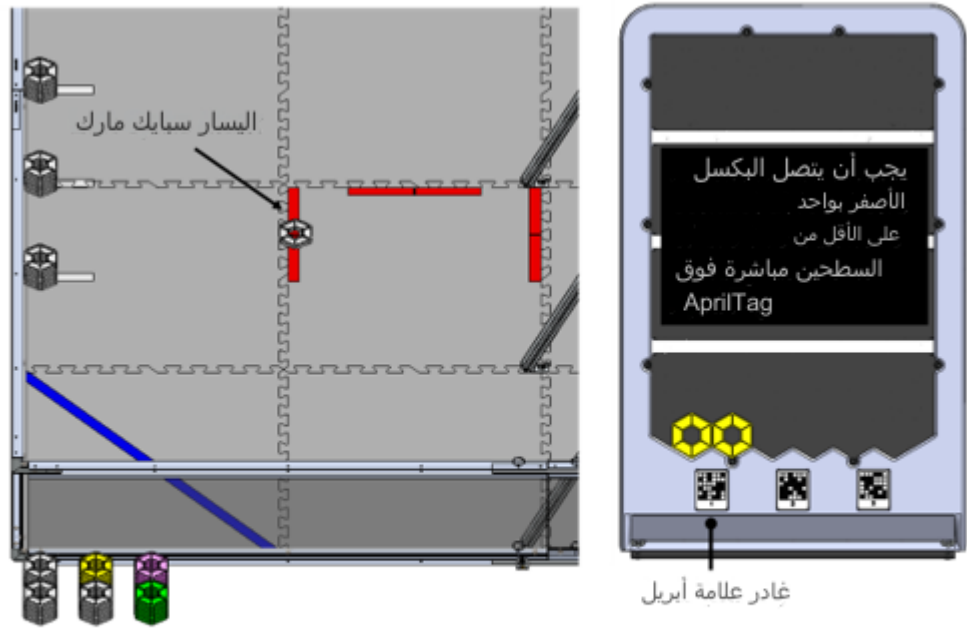 اليسار سبايك مارك
يجب أن يتصل البكسل
الأصفر بواحد
على الأقل من
السطحين مباشرة فوق
AprilTag
غادر علامة أبريل